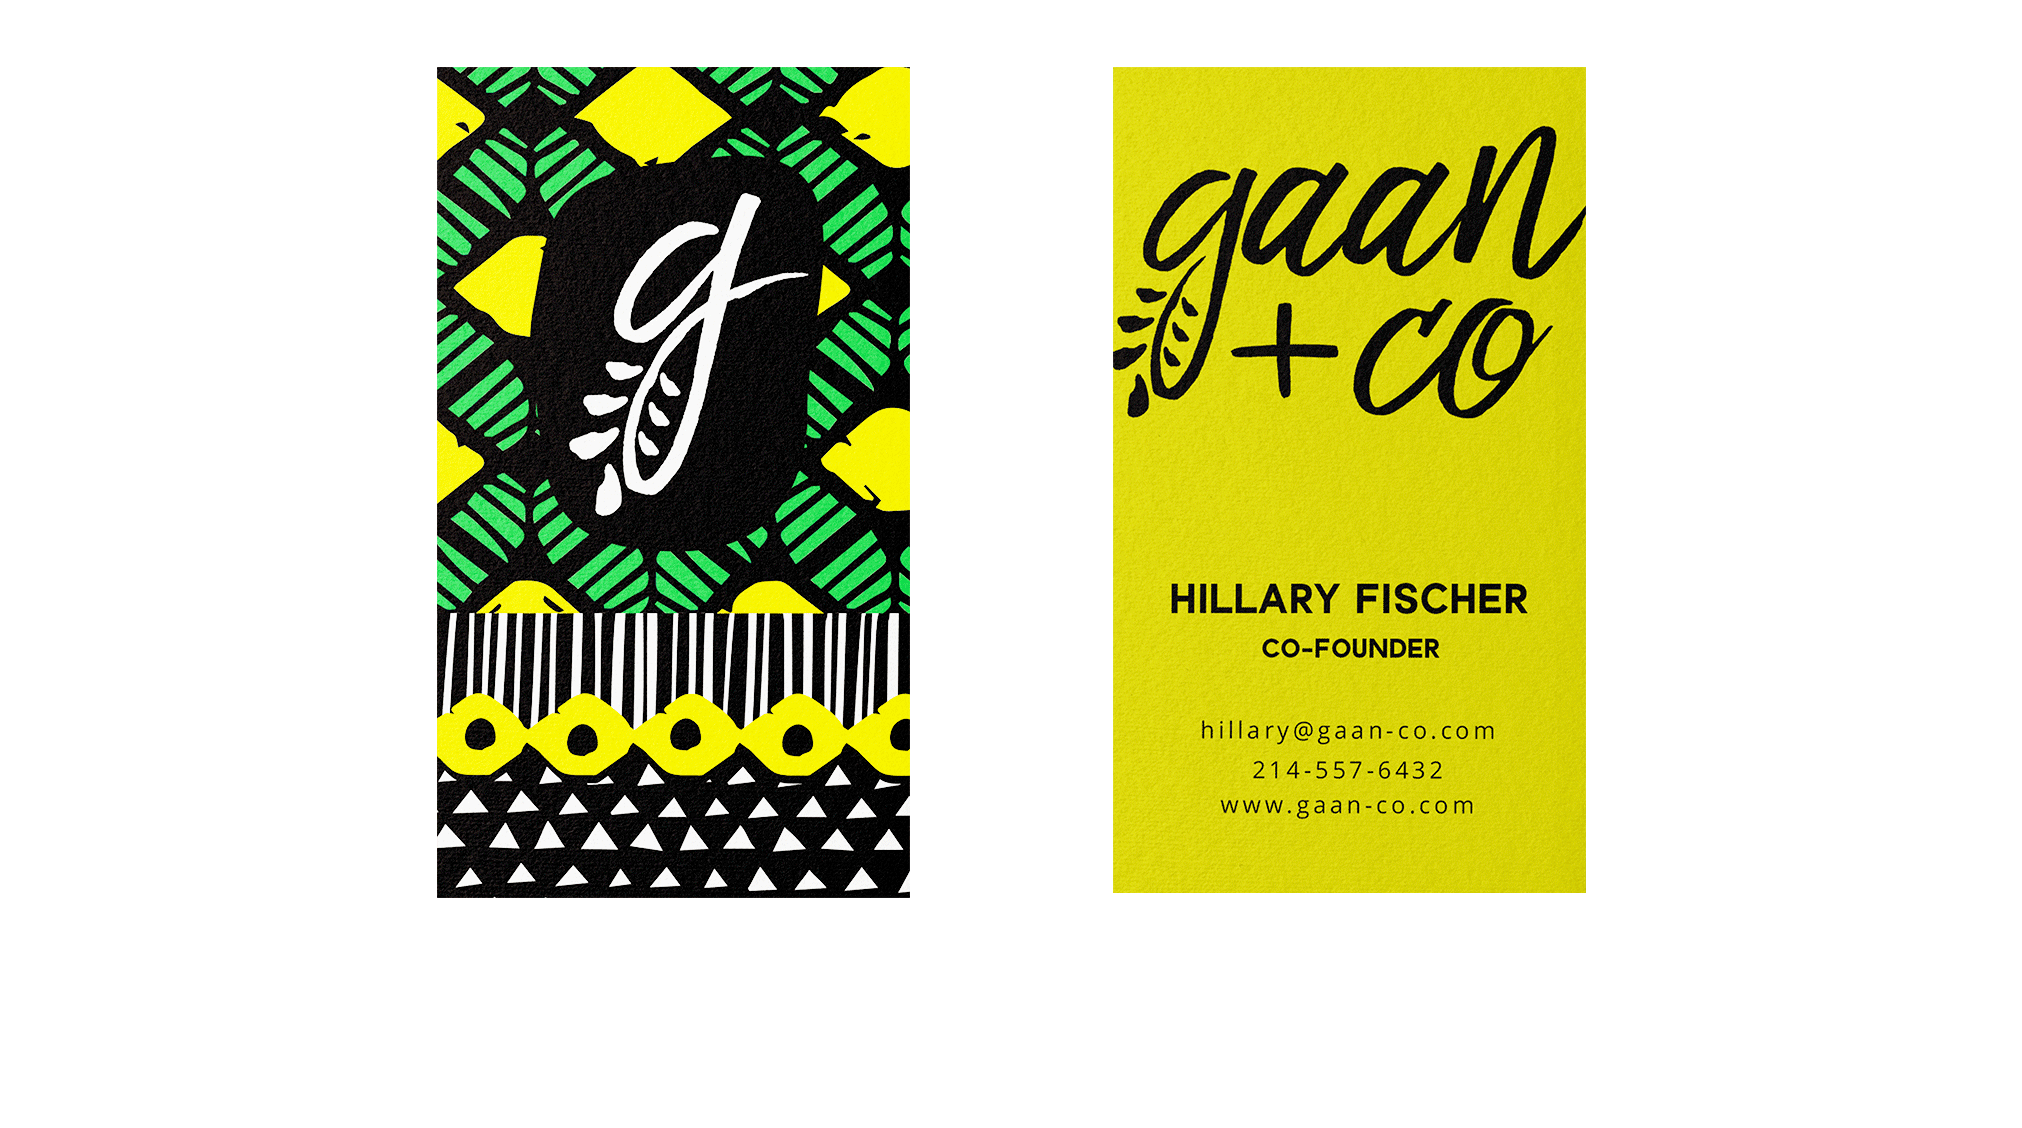 g
gaan
+ co
HILLARY FISCHER
CO-FOUNDER
hillary@gaan-co.com
214-557-6432
www.gaan-co.com